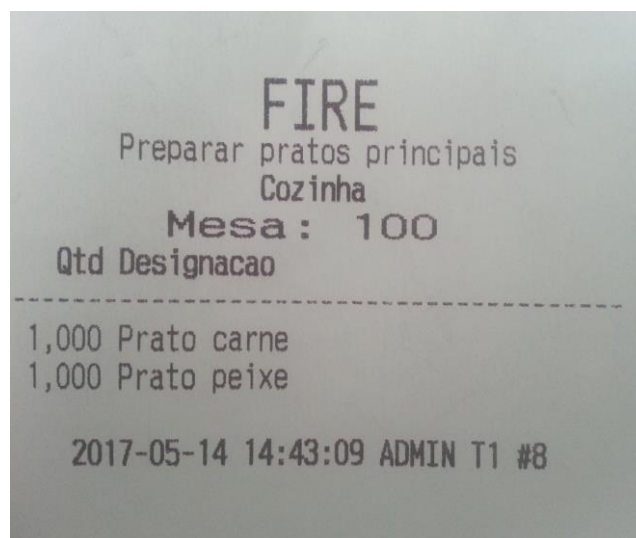 FIRE
Preparar pratos principais
Cozinha
Mesa: 100
Qtd Designacao
1,000 Prato carne
1,000 Prato peixe
2017-05-14 14:43:09 ADMIN T1 #8